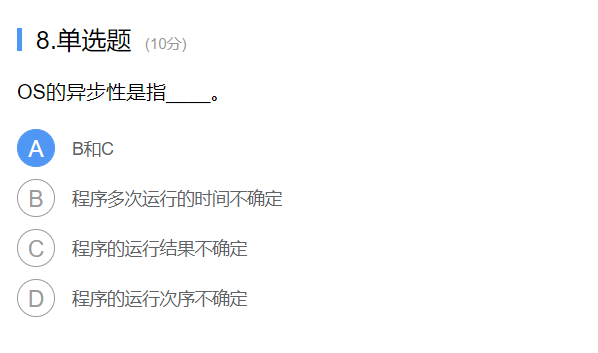 8.单选题 (10分)
OS的异步性是指____。
A B和C
B 程序多次运行的时间不确定
C 程序的运行结果不确定
D 程序的运行次序不确定